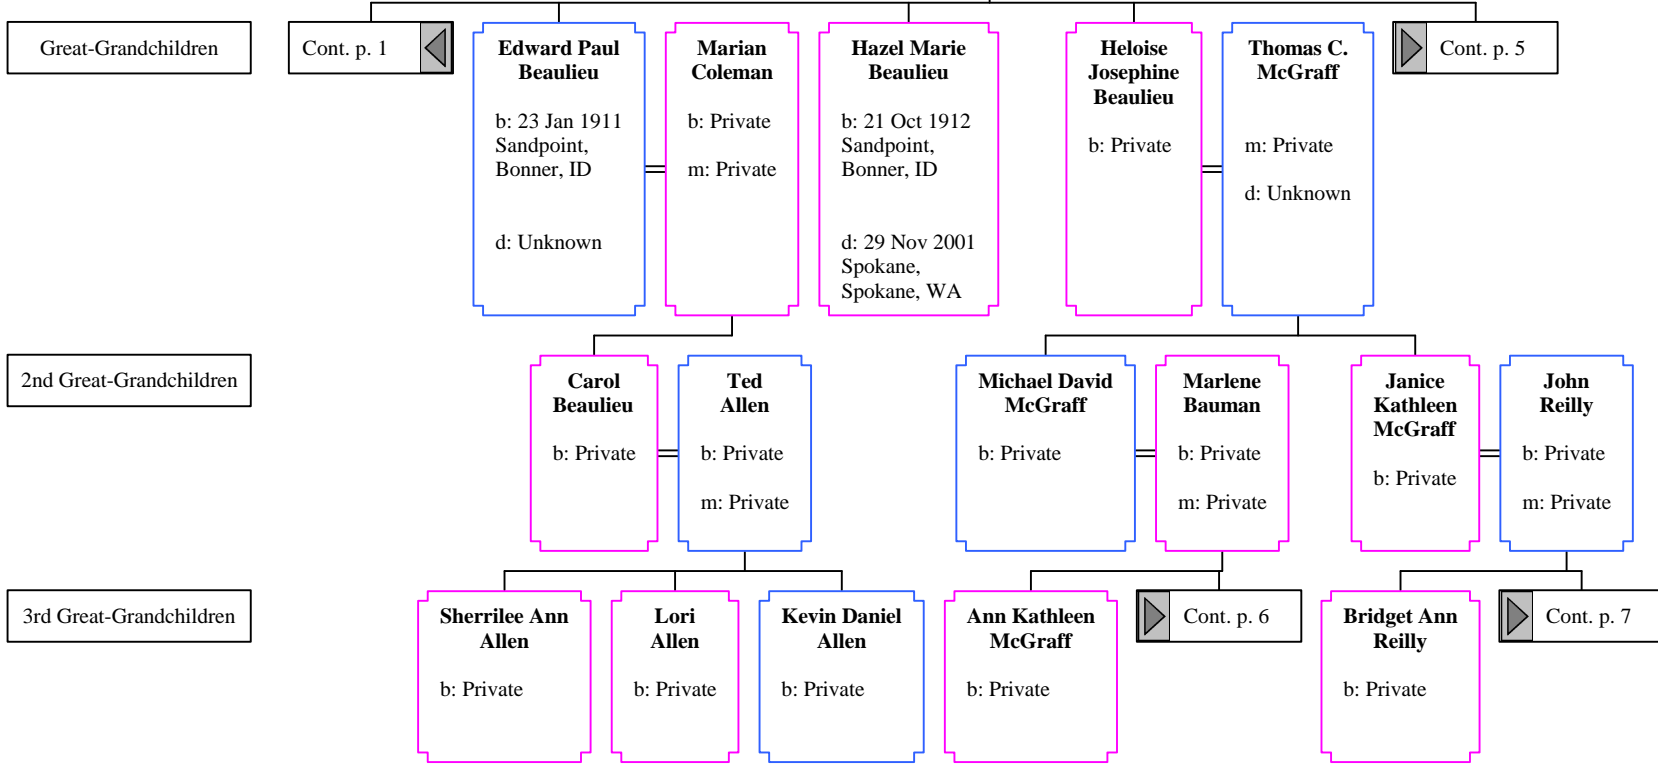 Great-Grandchildren
Cont. p. 1
Edward Paul
Beaulieu
b: 23 Jan 1911
Sandpoint,
Bonner, ID
d: Unknown
Marian
Coleman
b: Private
m: Private
Hazel Marie
Beaulieu
b: 21 Oct 1912
Sandpoint,
Bonner, ID
d: 29 Nov 2001
Spokane,
Spokane, WA
Heloise
Josephine
Beaulieu
b: Private
Thomas C.
McGraff
m: Private
d: Unknown
Cont. p. 5
2nd Great-Grandchildren
Carol
Beaulieu
b: Private
Ted
Allen
b: Private
m: Private
Michael David
McGraff
b: Private
Marlene
Bauman
b: Private
m: Private
Janice
Kathleen
McGraff
b: Private
John
Reilly
b: Private
m: Private
3rd Great-Grandchildren
Sherrilee Ann
Allen
b: Private
Lori
Allen
b: Private
Kevin Daniel
Allen
b: Private
Ann Kathleen
McGraff
b: Private
Cont. p. 6
Bridget Ann
Reilly
b: Private
Cont. p. 7